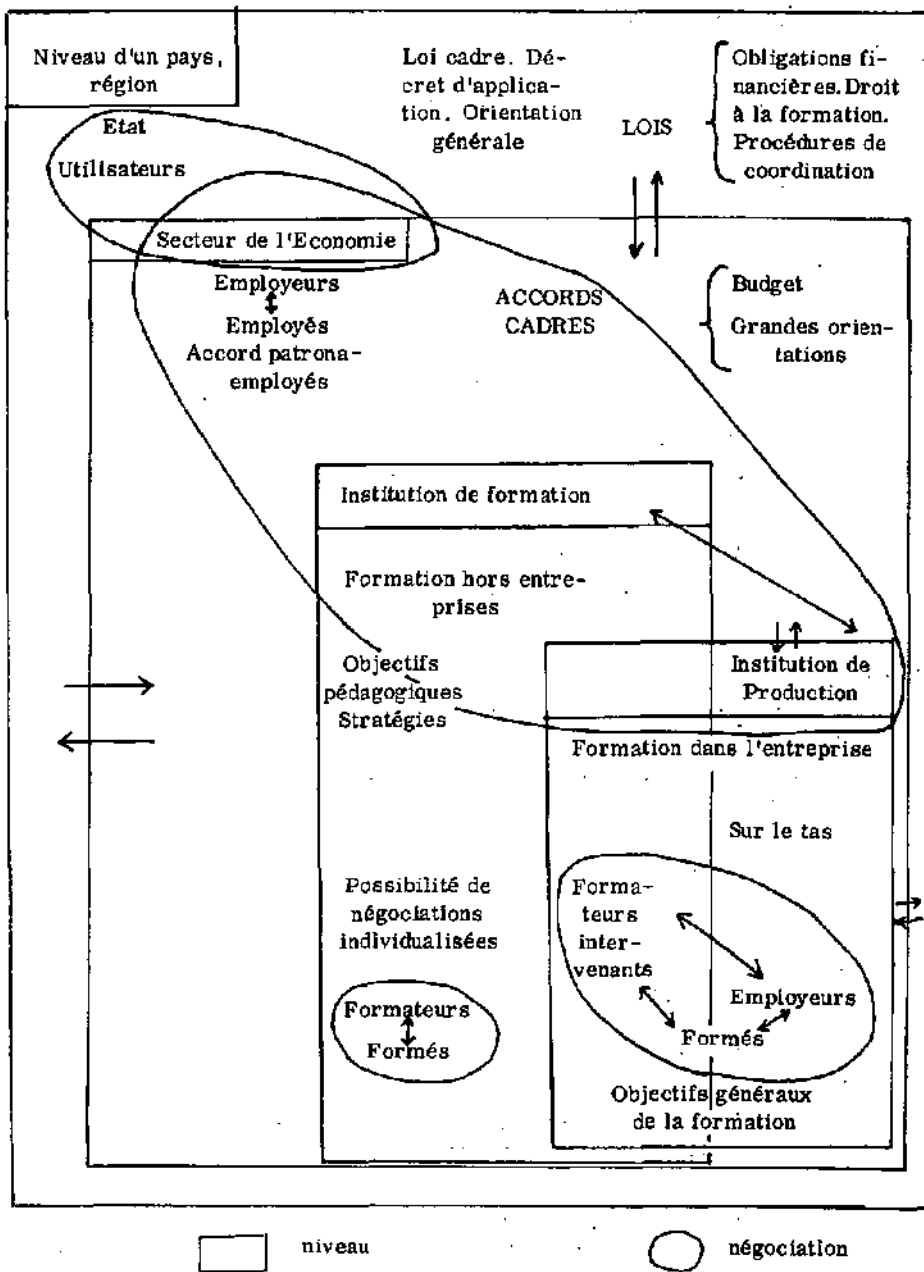 Niveau d'un pays,
région
Loi cadre. Dé-
cret d'applica-
tion. Orientation
générale
LOIS
Obligations fi-
nancières. Droit
à la formation.
Procédures de
coordination
Etat
Utilisateurs
Secteur de l'Economie
Employeurs
Employés
Accord patrona-
employés
ACCORDS
CADRES
Budget
Grandes orien-
tations
Institution de formation
Formation hors entre-
prises
Objectifs
pédagogiques
Stratégies
Institution de
Production
Formation dans l'entreprise
Sur le tas
Possibilité de
négociations
individualisées
Formateurs
Formés
Forma-
teurs
inter-
venants
Employeurs
Formés
Objectifs généraux
de la formation
niveau
négociation